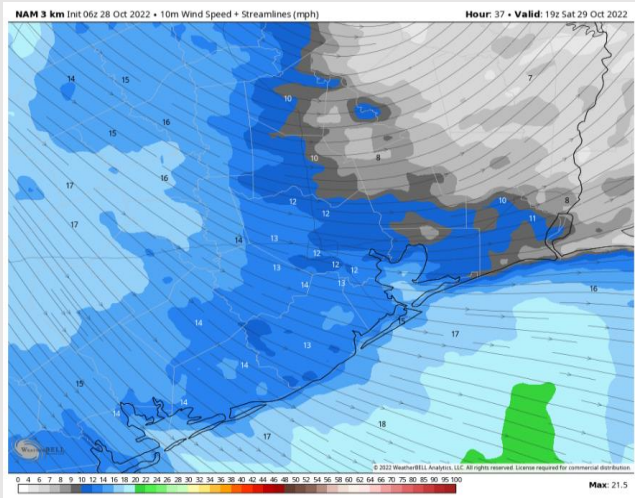 NAM 3 km Init 06z 28 Oct 2022 • 10m Wind Speed + Streamlines (mph)
Hour: 37 • Valid: 19z Sat 29 Oct 2022
14 15 7
10
15 16
10 8
16
17
12 10 8
17 12 11
14 13
12
13 12 12
14 13 16
14 15
17
13
14
15
14
14
18
17
WeatherBELL
© 2022 WeatherBELL Analytics, LLC. All rights reserved. License required for commercial distribution.
0 4 6 8 9 10 12 14 16 18 20 22 24 26 28 30 32 34 36 38 40 42 44 46 48 50 52 54 56 58 60 62 64 66 70 75 80 85 90 95 100
Max: 21.5